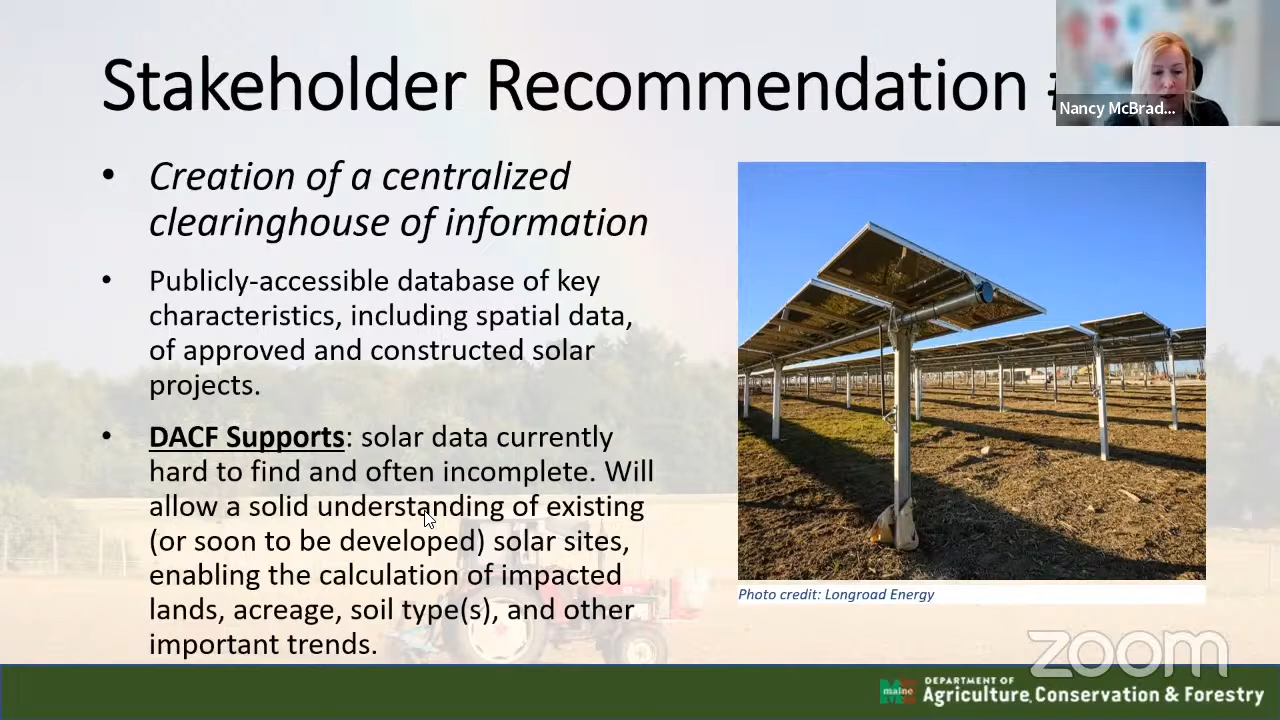 Stakeholder Recommendation
Nancy McBrad...
• Creation of a centralized
clearinghouse of information
• Publicly-accessible database of key
characteristics, including spatial data,
of approved and constructed solar
projects.
• DACF Supports: solar data currently
hard to find and often incomplete. Will
allow a solid understanding of existing
(or soon to be developed) solar sites,
enabling the calculation of impacted
lands, acreage, soil type(s), and other
important trends.
Photo credit: Longroad Energy
zoom
maine
DEPARTMENT OF
Agriculture, Conservation & Forestry